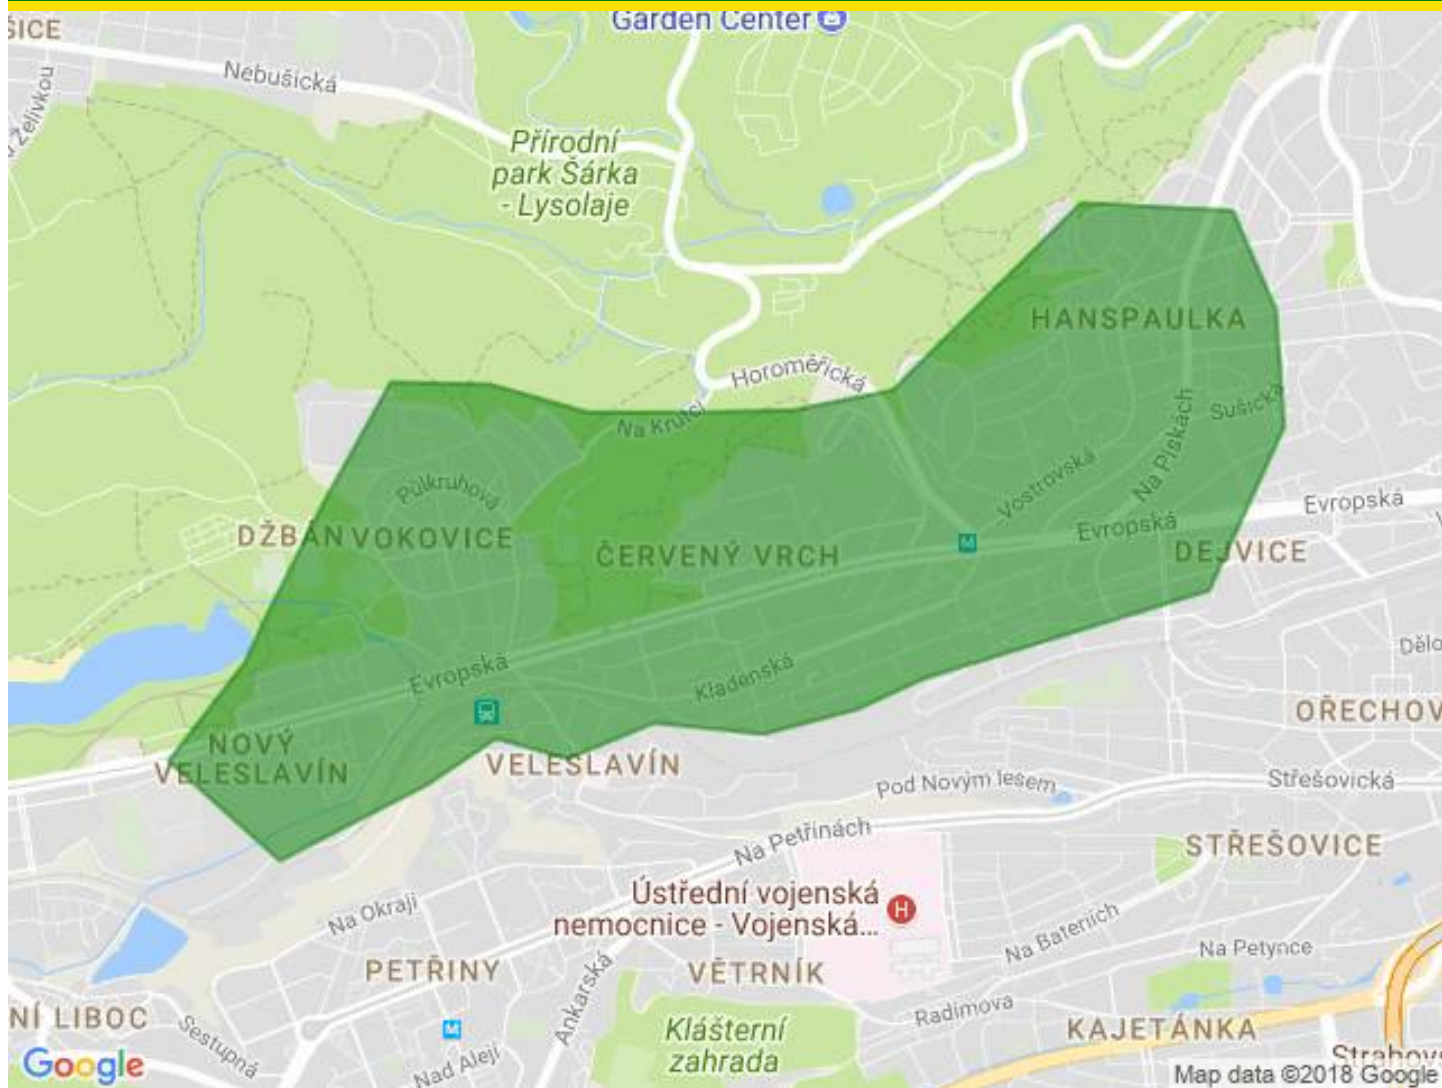 Garden Center
Nebušická
Přírodní
park Šárka
- Lysolaje
HANSPAULKA
Horoměřická
Na Krutci
Sušická
Na Pískách
Vostrovská
Půlkruhová
Evropská
Evropská
DŽBÁN
VOKOVICE
ČERVENÝ VRCH
DEJVICE
Evropská
Kladenská
NOVÝ
VELESLAVÍN
VELESLAVÍN
OŘECHOV
Pod Novým lesem
Střešovická
Na Petřinách
STŘEŠOVICE
Ústřední vojenská
nemocnice - Vojenská...
H
Na Okraji
Na Bateriích
Na Petynce
PETŘINY
VĚTRNÍK
Ankarská
Radimova
NÍ LIBOC
Sestupná
M
M
Klášterní
zahrada
KAJETÁNKA
Nad Alejí
Google
Map data ©2018 Google